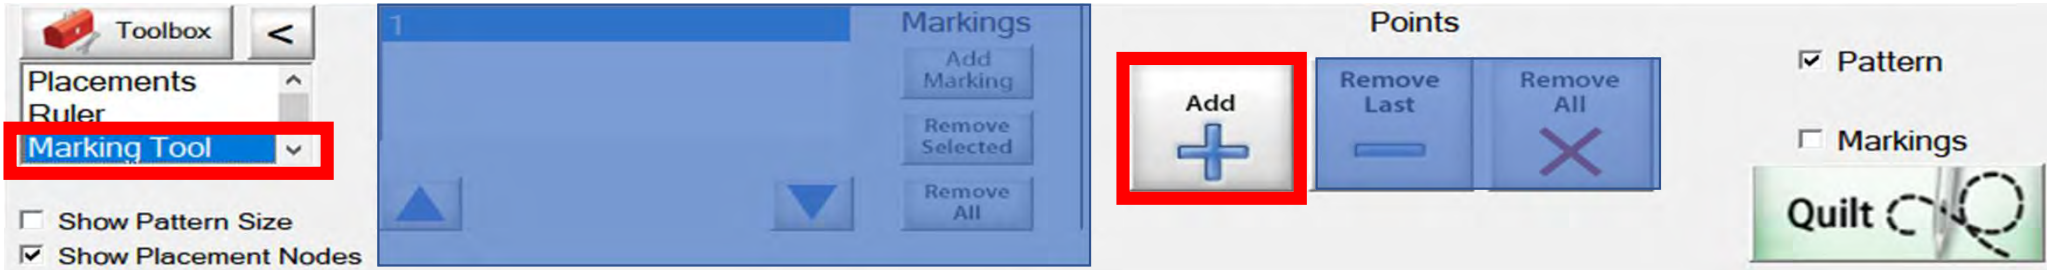 Toolbox
<
Placements
Ruler
Marking Tool
Show Pattern Size
Show Placement Nodes
1
Markings
Add
Marking
Remove
Selected
Remove
All
Points
Add
Remove
Last
Remove
All
Pattern
Markings
Quilt